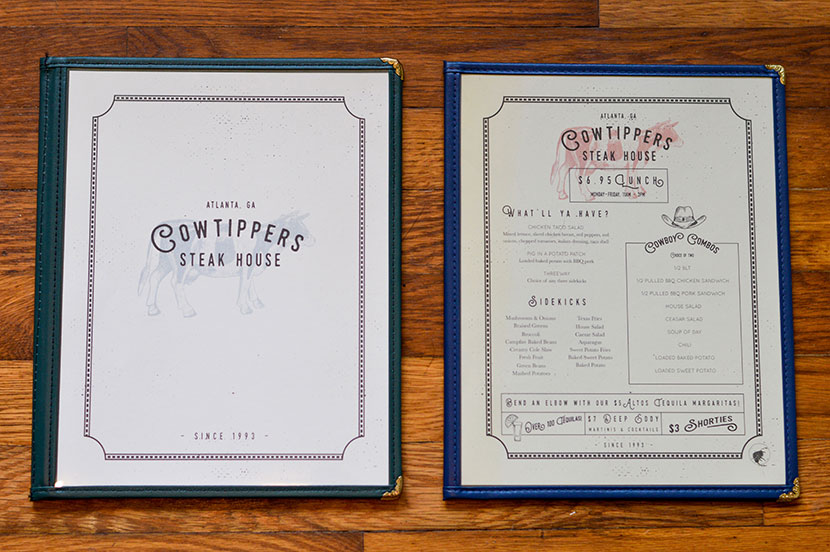 ATLANTA, GA
COWTIPPERS
STEAK HOUSE
- SINCE 1993 -
ATLANTA, GA
COWTIPPERS
STEAK HOUSE
$6.95 LUNCH
MONDAY-FRIDAY, 11AM - 2PM
WHAT'LL YA HAVE?
CHICKEN TACO SALAD
Mixed lettuce, diced chicken breast, red peppers, and
onions, chopped tomatoes, makers dressing, taco shell
PIG IN A POTATO PATCH
Loaded baked potato with BBQ pork
THREEWAY
Choice of any three sidekicks
SIDEKICKS
Mushrooms & Onions
Braised Greens
Broccoli
Campfire Baked Beans
Creamy Cole Slaw
Fresh Fruit
Green Beans
Mashed Potatoes
Texas Fries
House Salad
Caesar Salad
Asparagus
Sweet Potato Fries
Baked Sweet Potato
Baked Potato
COWBOY COMBOS
CHOICE OF TWO
1/2 BLT
1/2 PULLED BBQ CHICKEN SANDWICH
1/2 PULLED BBQ PORK SANDWICH
HOUSE SALAD
CEASAR SALAD
SOUP OF DAY
CHILI
*LOADED BAKED POTATO
LOADED SWEET POTATO
BEND AN ELBOW WITH OUR $5 ALTOS TEQUILA MARGARITAS!
OVER 100 TEQUILAS!
$7 DEEP EDDY
MARTINIS & COCKTAILS
$3 SHORTIES
- SINCE 1993 -